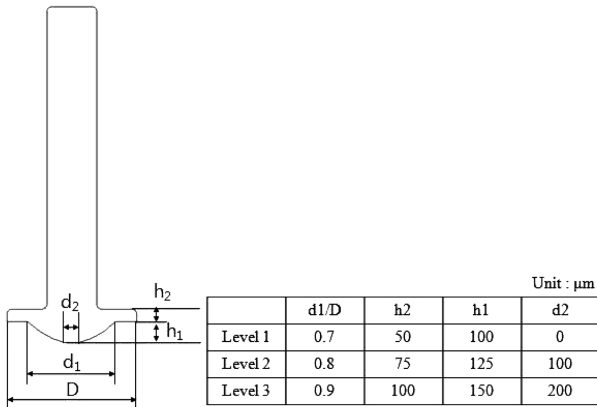 h₂
d₂
h₁
d₁
D
Unit : μm
d1/D h2 h1 d2
Level 1 0.7 50 100 0
Level 2 0.8 75 125 100
Level 3 0.9 100 150 200